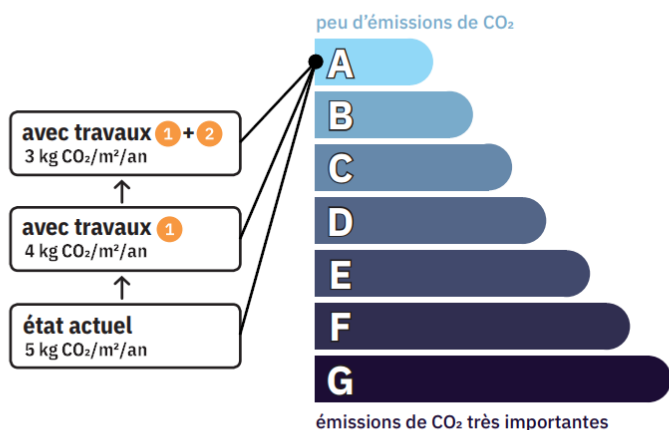 peu d'émissions de CO₂
A
B
C
D
E
F
G
émissions de CO₂ très importantes
avec travaux 1 + 2
3 kg CO₂/m²/an
avec travaux 1
4 kg CO₂/m²/an
état actuel
5 kg CO₂/m²/an